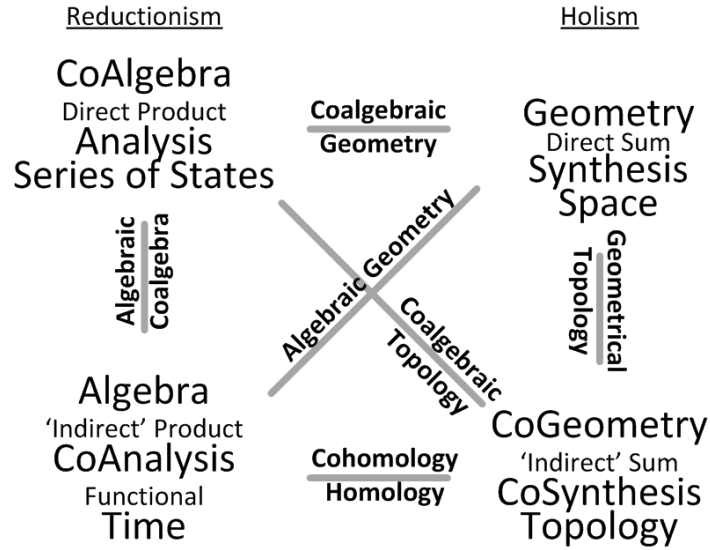 Reductionism
Holism
CoAlgebra
Direct Product
Analysis
Series of States
Coalgebraic
Geometry
Geometry
Direct Sum
Synthesis
Space
Algebraic
Coalgebra
Algebraic Geometry
Coalgebraic
Topology
Geometrical
Topology
Algebra
‘Indirect’ Product
CoAnalysis
Functional
Time
Cohomology
Homology
CoGeometry
‘Indirect’ Sum
CoSynthesis
Topology